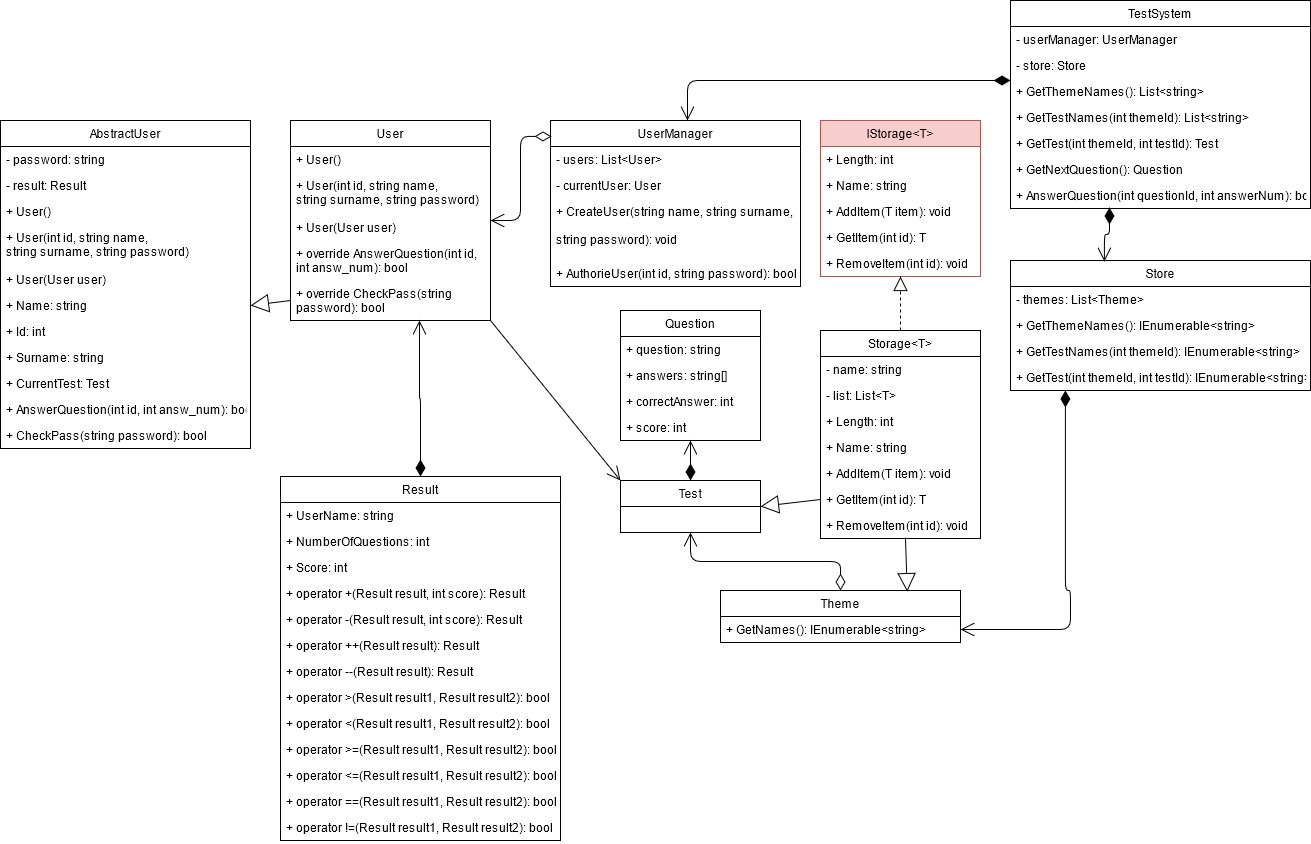 AbstractUser
- password: string
- result: Result
+ User()
+ User(int id, string name,
string surname, string password)
+ User(User user)
+ Name: string
+ Id: int
+ Surname: string
+ CurrentTest: Test
+ AnswerQuestion(int id, int answ_num): bo
+ CheckPass(string password): bool
User
+ User()
+ User(int id, string name,
string surname, string password)
+ User(User user)
+ override AnswerQuestion(int id,
int answ_num): bool
+ override CheckPass(string
password): bool
UserManager
- users: List<User>
- currentUser: User
+ CreateUser(string name, string surname,
string password): void
+ AuthorieUser(int id, string password): bool
IStorage<T>
+ Length: int
+ Name: string
+ AddItem(T item): void
+ GetItem(int id): T
+ RemoveItem(int id): void
TestSystem
- userManager: UserManager
- store: Store
+ GetThemeNames(): List<string>
+ GetTestNames(int themeId): List<string>
+ GetTest(int themeId, int testId): Test
+ GetNextQuestion(): Question
+ AnswerQuestion(int questionId, int answerNum): bo
Store
- themes: List<Theme>
+ GetThemeNames(): IEnumerable<string>
+ GetTestNames(int themeId): IEnumerable<string>
+ GetTest(int themeId, int testId): IEnumerable<string>
Question
+ question: string
+ answers: string[]
+ correctAnswer: int
+ score: int
Storage<T>
- name: string
- list: List<T>
+ Length: int
+ Name: string
+ AddItem(T item): void
+ GetItem(int id): T
+ RemoveItem(int id): void
Test
Theme
+ GetNames(): IEnumerable<string>
Result
+ UserName: string
+ NumberOfQuestions: int
+ Score: int
+ operator +(Result result, int score): Result
+ operator -(Result result, int score): Result
+ operator ++(Result result): Result
+ operator --(Result result): Result
+ operator >(Result result1, Result result2): bool
+ operator <(Result result1, Result result2): bool
+ operator >=(Result result1, Result result2): bool
+ operator <=(Result result1, Result result2): bool
+ operator ==(Result result1, Result result2): bool
+ operator !=(Result result1, Result result2): bool